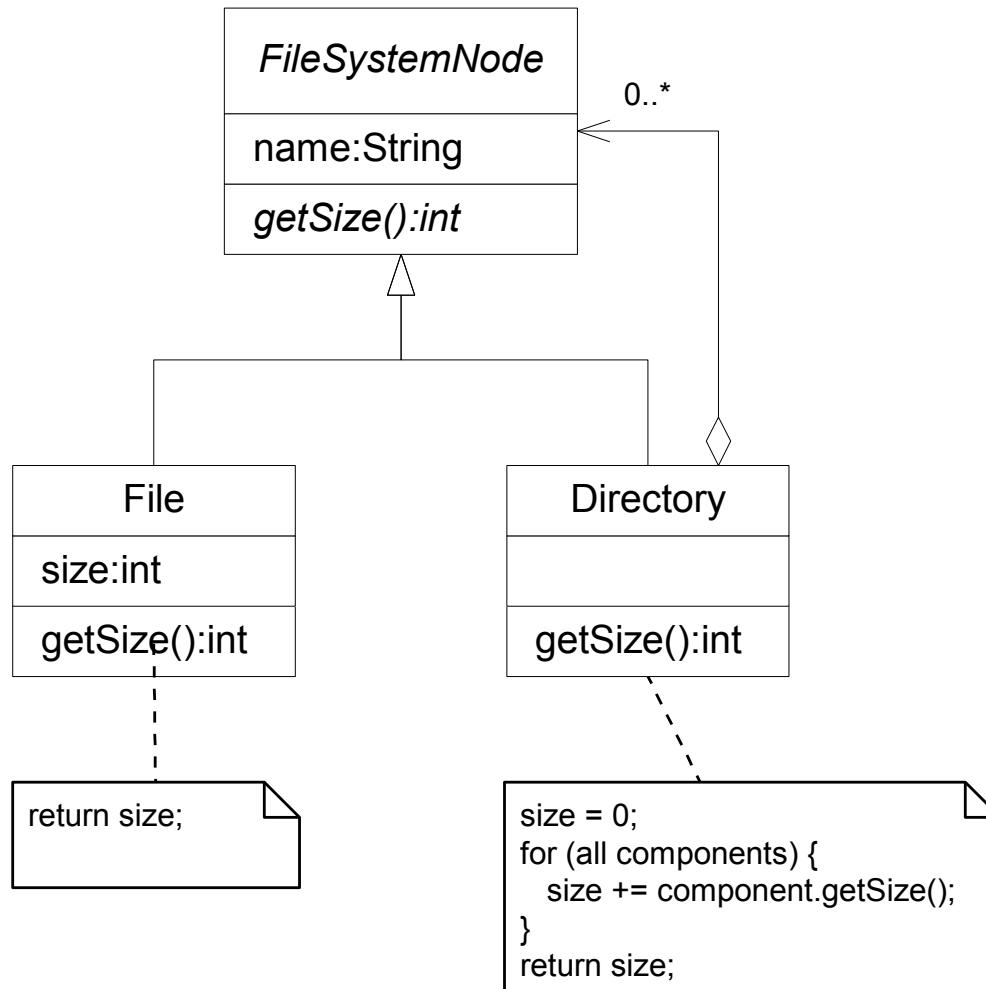 FileSystemNode
0..*
name:String
getSize():int
File
Directory
size:int
getSize():int
getSize():int
return size;
size = 0;
for (all components) {
size += component.getSize();
}
return size;